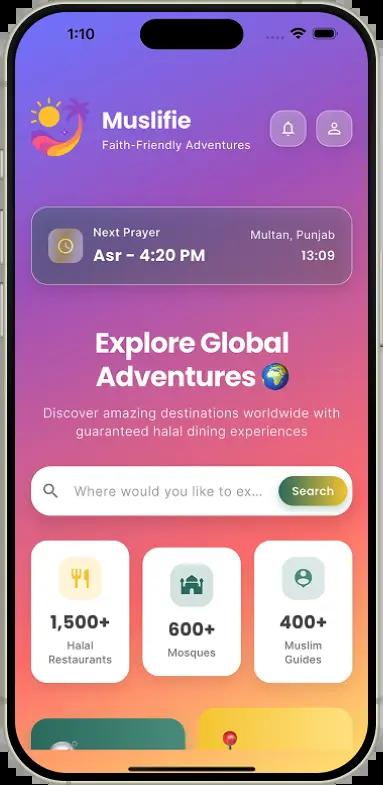 1:10
Muslifie
Faith-Friendly Adventures
Next Prayer
Asr - 4:20 PM
Multan, Punjab
13:09
Explore Global
Adventures 🌍
Discover amazing destinations worldwide with
guaranteed halal dining experiences
Where would you like to ex...
Search
1,500+
Halal
Restaurants
600+
Mosques
400+
Muslim
Guides